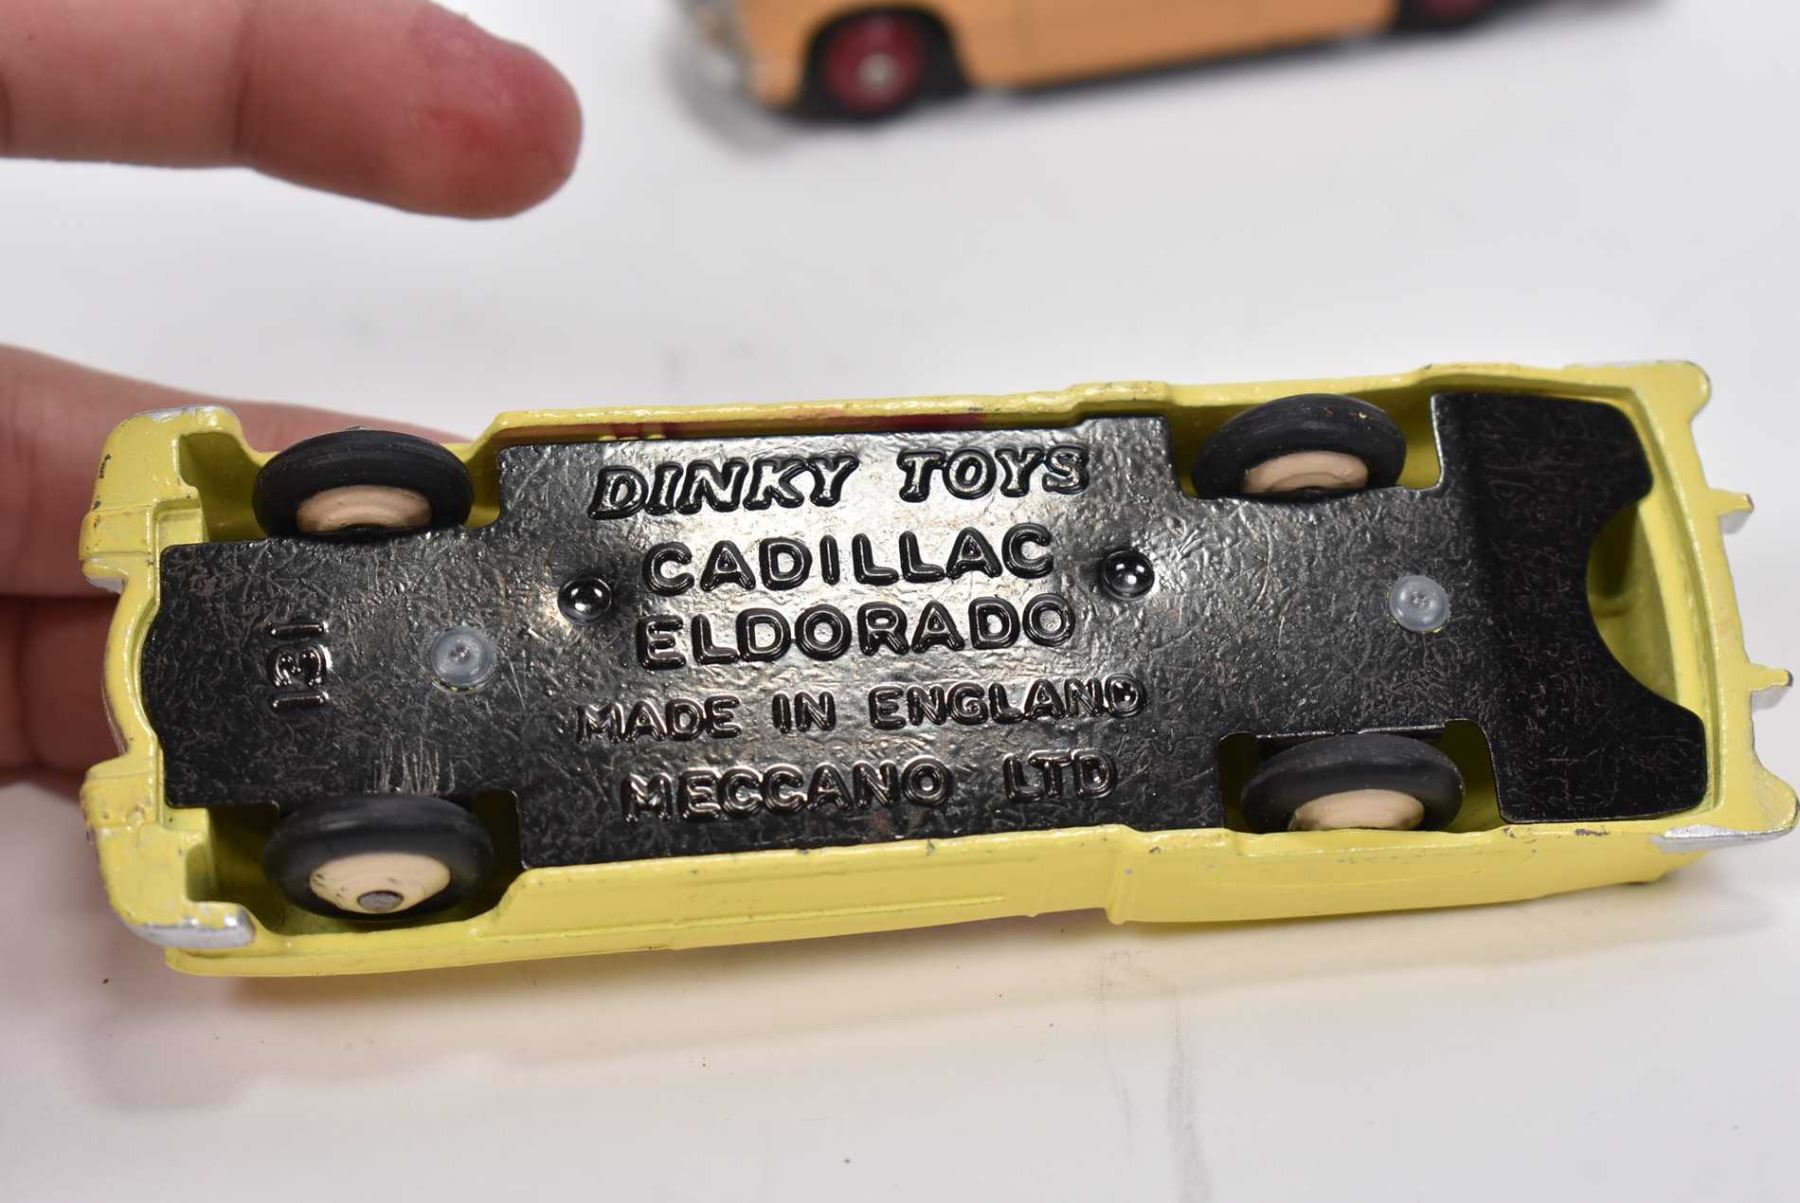 DINKY TOYS
CADILLAC
ELDORADO
MADE IN ENGLAND
MECCANO LTD
131